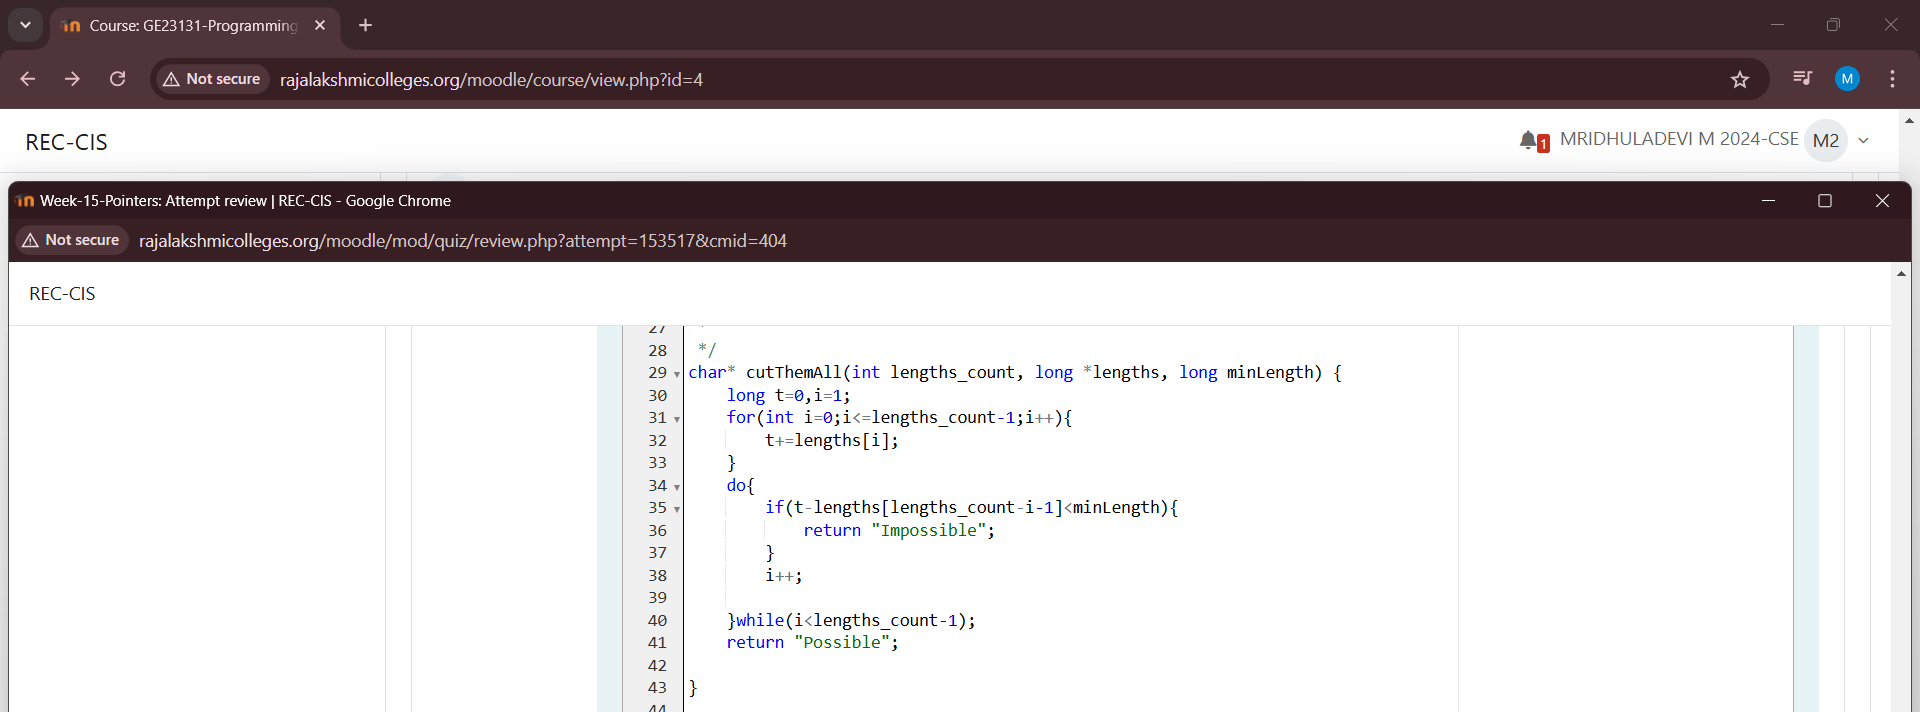 Course: GE23131-Programming
Not secure rajalakshmicolleges.org/moodle/course/view.php?id=4 M
REC-CIS 1 MRIDHULADEVI M 2024-CSE M2
Week-15-Pointers: Attempt review | REC-CIS - Google Chrome
Not secure rajalakshmicolleges.org/moodle/mod/quiz/review.php?attempt=153517&cmid=404
REC-CIS
27
28 */
29 char* cutThemAll(int lengths_count, long *lengths, long minLength) {
30 long t=0,i=1;
31 for(int i=0;i<=lengths_count-1;i++){
32 t+=lengths[i];
33 }
34 do{
35 if(t-lengths[lengths_count-i-1]<minLength){
36 return "Impossible";
37 }
38 i++;
39
40 }while(i<lengths_count-1);
41 return "Possible";
42
43 }
44